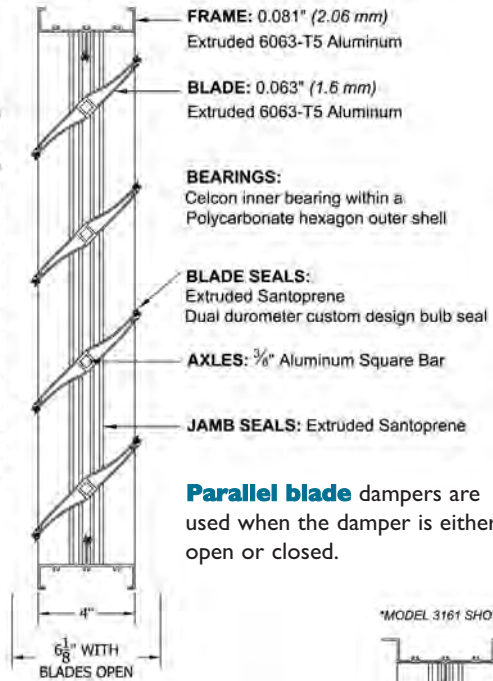 FRAME: 0.081" (2.06 mm)
Extruded 6063-T5 Aluminum
BLADE: 0.063" (1.6 mm)
Extruded 6063-T5 Aluminum
BEARINGS:
Celcon inner bearing within a
Polycarbonate hexagon outer shell
BLADE SEALS:
Extruded Santoprene
Dual durometer custom design bulb seal
AXLES: ⅜" Aluminum Square Bar
JAMB SEALS: Extruded Santoprene
Parallel blade dampers are
used when the damper is either
open or closed.
4"
6⅛" WITH
BLADES OPEN
*MODEL 3161 SHO